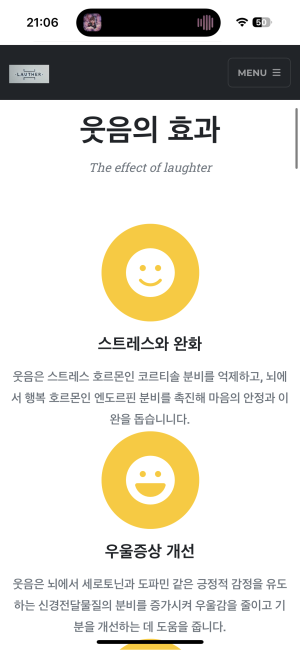 21:06
50
LAUTHER
MENU
웃음의 효과
The effect of laughter
스트레스와 완화
웃음은 스트레스 호르몬인 코르티솔 분비를 억제하고, 뇌에
서 행복 호르몬인 엔도르핀 분비를 촉진해 마음의 안정과 이
완을 돕습니니다.
우울증상 개선
웃음은 뇌에서 세로토닌과 도파민 같은 긍정적 감정을 유도
하는 신경전달물질의 분비를 증가시켜 우울감을 줄이고 기
분을 개선하는 데 도움을 줍니다.